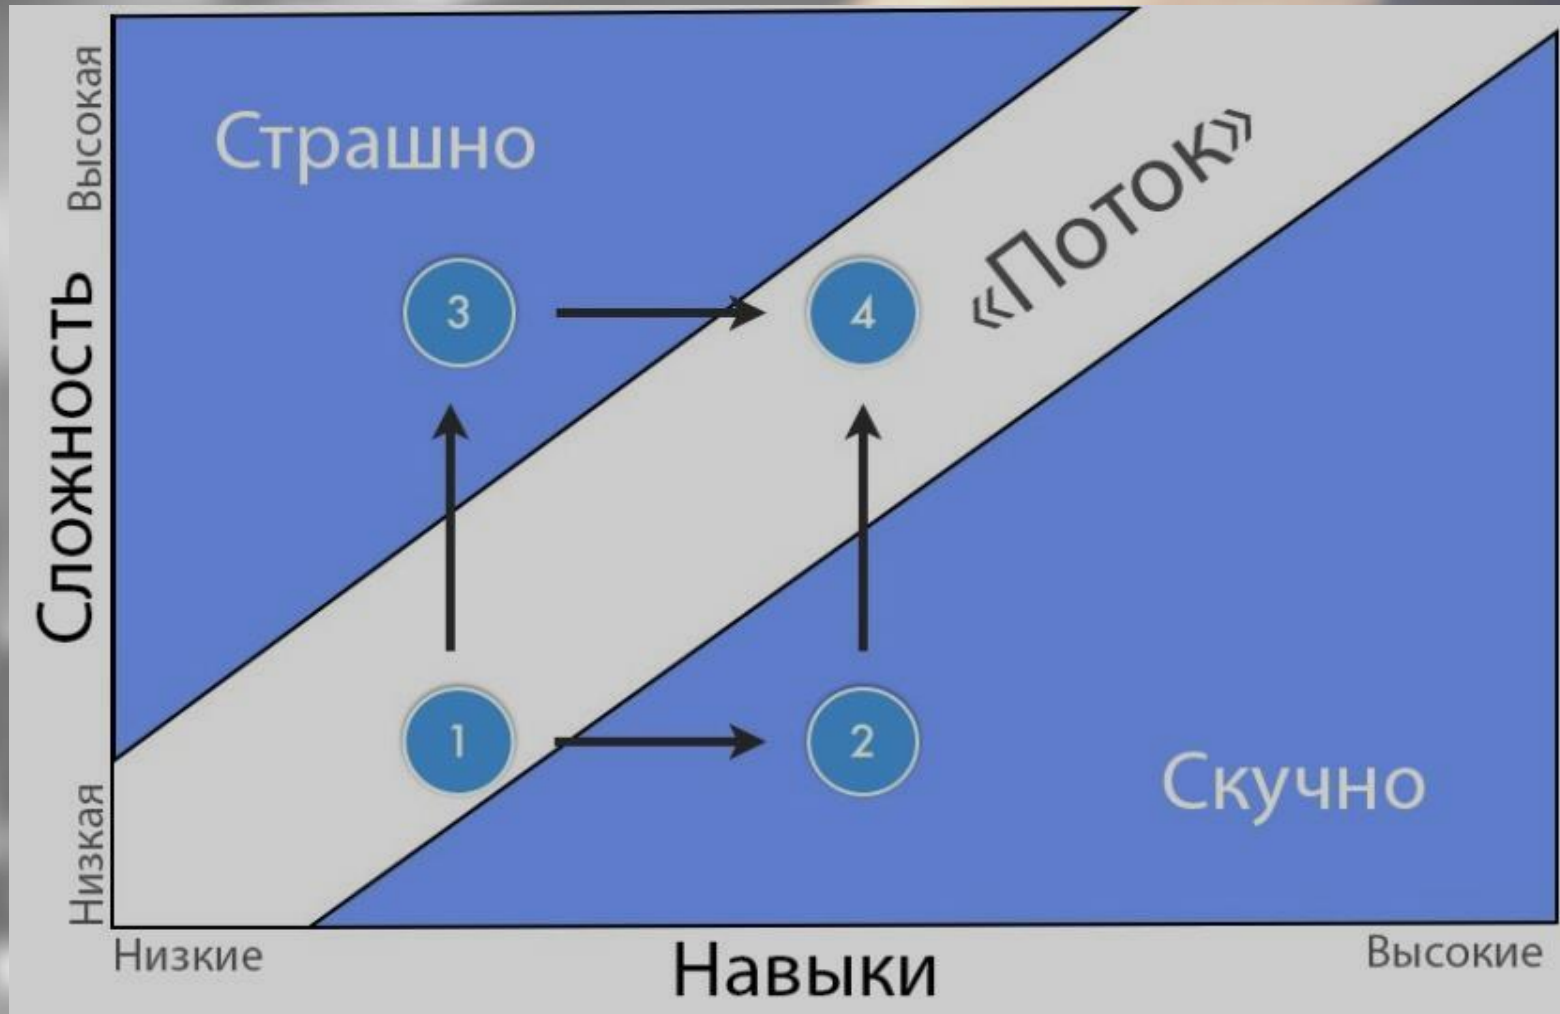 Высокая
Страшно
«Поток»
3
4
Сложность
1
2
Скучно
Низкая
Низкие
Навыки
Высокие